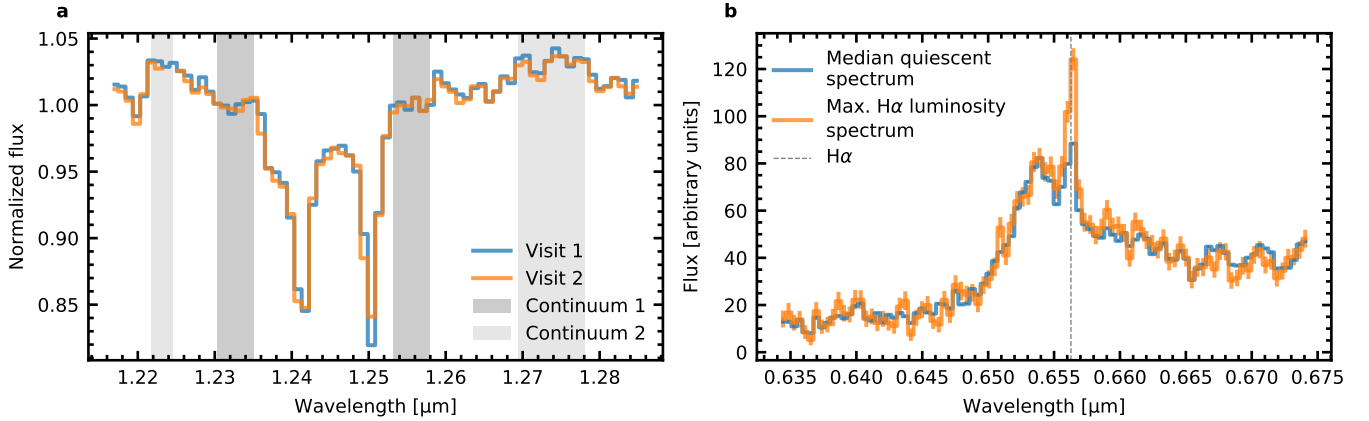 a
1.05
1.00
0.95
0.90
0.85
Normalized flux
Visit 1
Visit 2
Continuum 1
Continuum 2
1.22 1.23 1.24 1.25 1.26 1.27 1.28
Wavelength [μm]
b
120
100
80
60
40
20
0
Flux [arbitrary units]
Median quiescent
spectrum
Max. Hα luminosity
spectrum
Hα
0.635 0.640 0.645 0.650 0.655 0.660 0.665 0.670 0.675
Wavelength [μm]